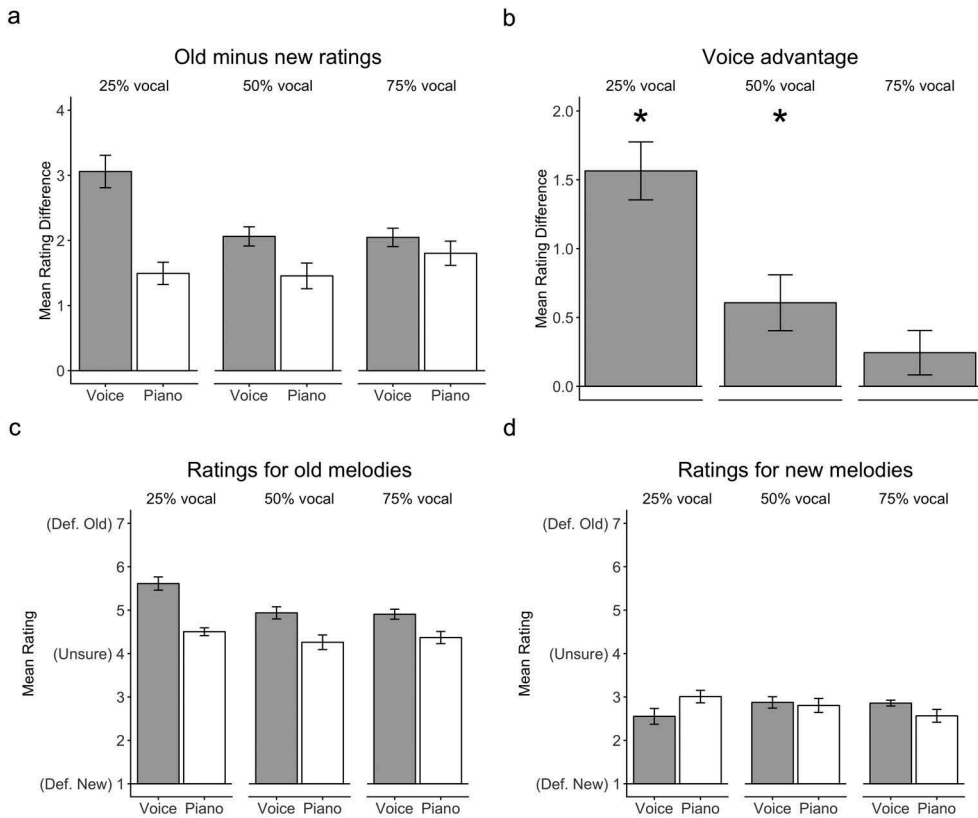 a
Old minus new ratings
25% vocal 50% vocal 75% vocal
Mean Rating Difference
4
3
2
1
0
Voice Piano Voice Piano Voice Piano
b
Voice advantage
25% vocal 50% vocal 75% vocal
Mean Rating Difference
2.0
* *
1.5
1.0
0.5
0.0
c
Ratings for old melodies
25% vocal 50% vocal 75% vocal
Mean Rating
(Def. Old) 7
6
5
(Unsure) 4
3
2
(Def. New) 1
Voice Piano Voice Piano Voice Piano
d
Ratings for new melodies
25% vocal 50% vocal 75% vocal
Mean Rating
(Def. Old) 7
6
5
(Unsure) 4
3
2
(Def. New) 1
Voice Piano Voice Piano Voice Piano